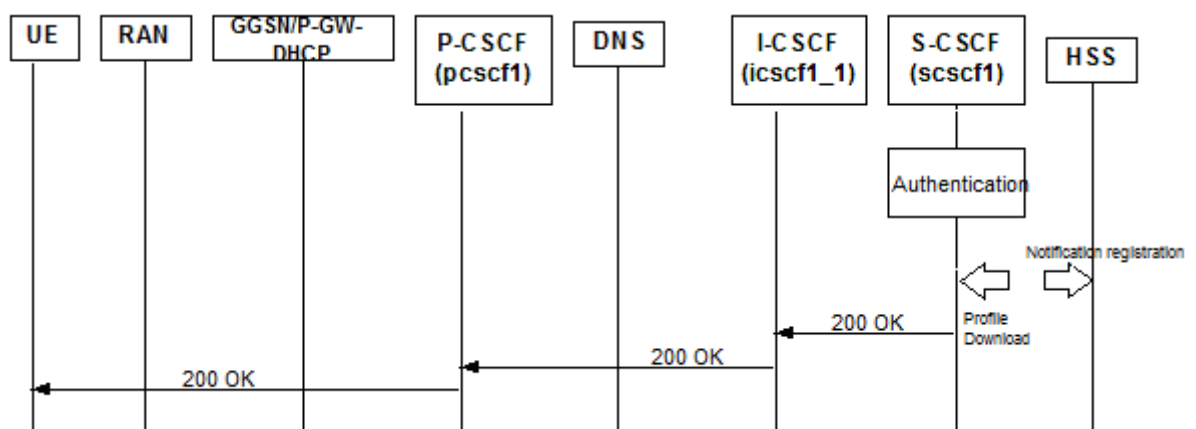 UE
RAN
GGSN/P-GW-
DHCP
P-CSCF
(pcscf1)
DNS
I-CSCF
(icscf1_1)
S-CSCF
(scscf1)
HSS
Authentication
Notification registration
Profile
Download
200 OK
200 OK
200 OK